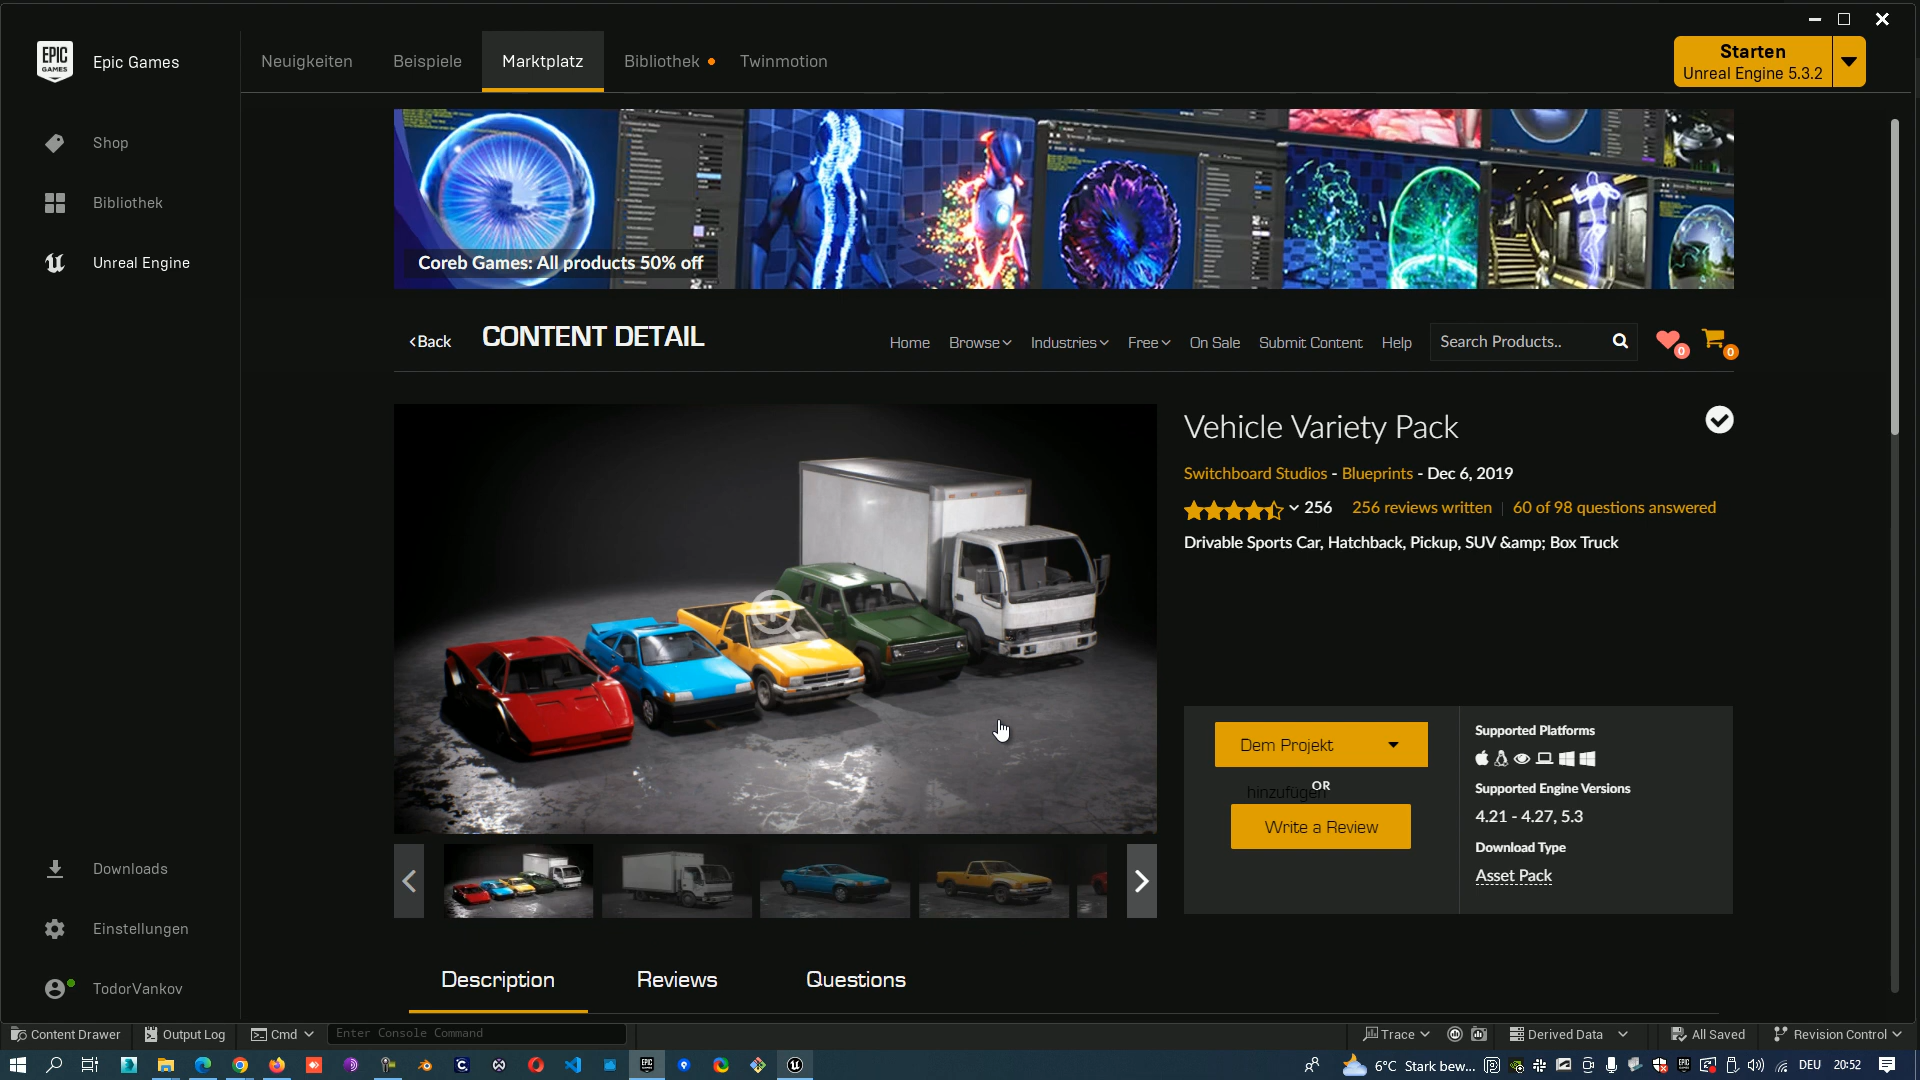 EPIC
GAMES
Epic Games
Neuigkeiten
Beispiele
Marktplatz
Bibliothek
Twinmotion
Starten
Unreal Engine 5.3.2
Shop
Bibliothek
Unreal Engine
Coreb Games: All products 50% off
Back
CONTENT DETAIL
Home
Browse
Industries
Free
On Sale
Submit Content
Help
Search Products..
0
0
Vehicle Variety Pack
Switchboard Studios - Blueprints - Dec 6, 2019
256
256 reviews written
60 of 98 questions answered
Drivable Sports Car, Hatchback, Pickup, SUV &amp; Box Truck
Dem Projekt
hinzufügen
OR
Write a Review
Supported Platforms
Supported Engine Versions
4.21 - 4.27, 5.3
Download Type
Asset Pack
Downloads
Einstellungen
TodorVankov
Description
Reviews
Questions
Content Drawer
Output Log
Cmd
Enter Console Command
Trace
Derived Data
All Saved
Revision Control
6°C Stark bew...
DEU
20:52